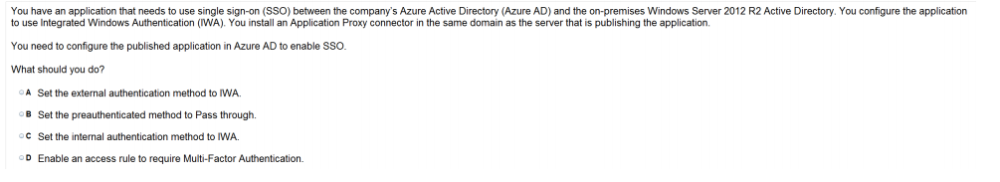 You have an application that needs to use single sign-on (SSO) between the company's Azure Active Directory (Azure AD) and the on-premises Windows Server 2012 R2 Active Directory. You configure the application
to use Integrated Windows Authentication (IWA). You install an Application Proxy connector in the same domain as the server that is publishing the application.
You need to configure the published application in Azure AD to enable SSO.
What should you do?
A Set the external authentication method to IWA.
B Set the preauthenticated method to Pass through.
C Set the internal authentication method to IWA.
D Enable an access rule to require Multi-Factor Authentication.